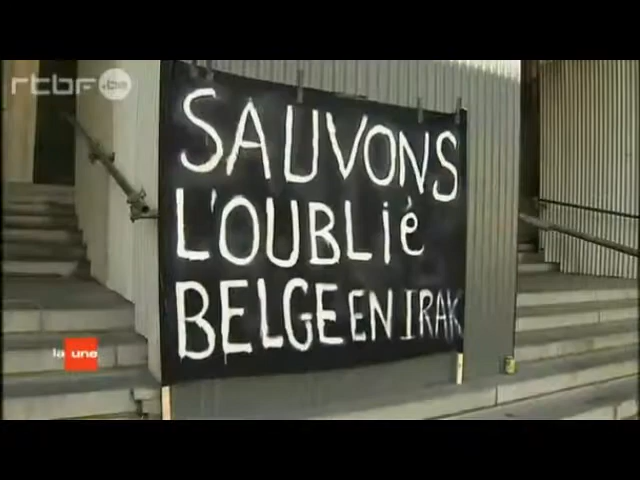 rtbf.be
SAUVONS
L'OUBLIé
BELGE EN IRAK
la une